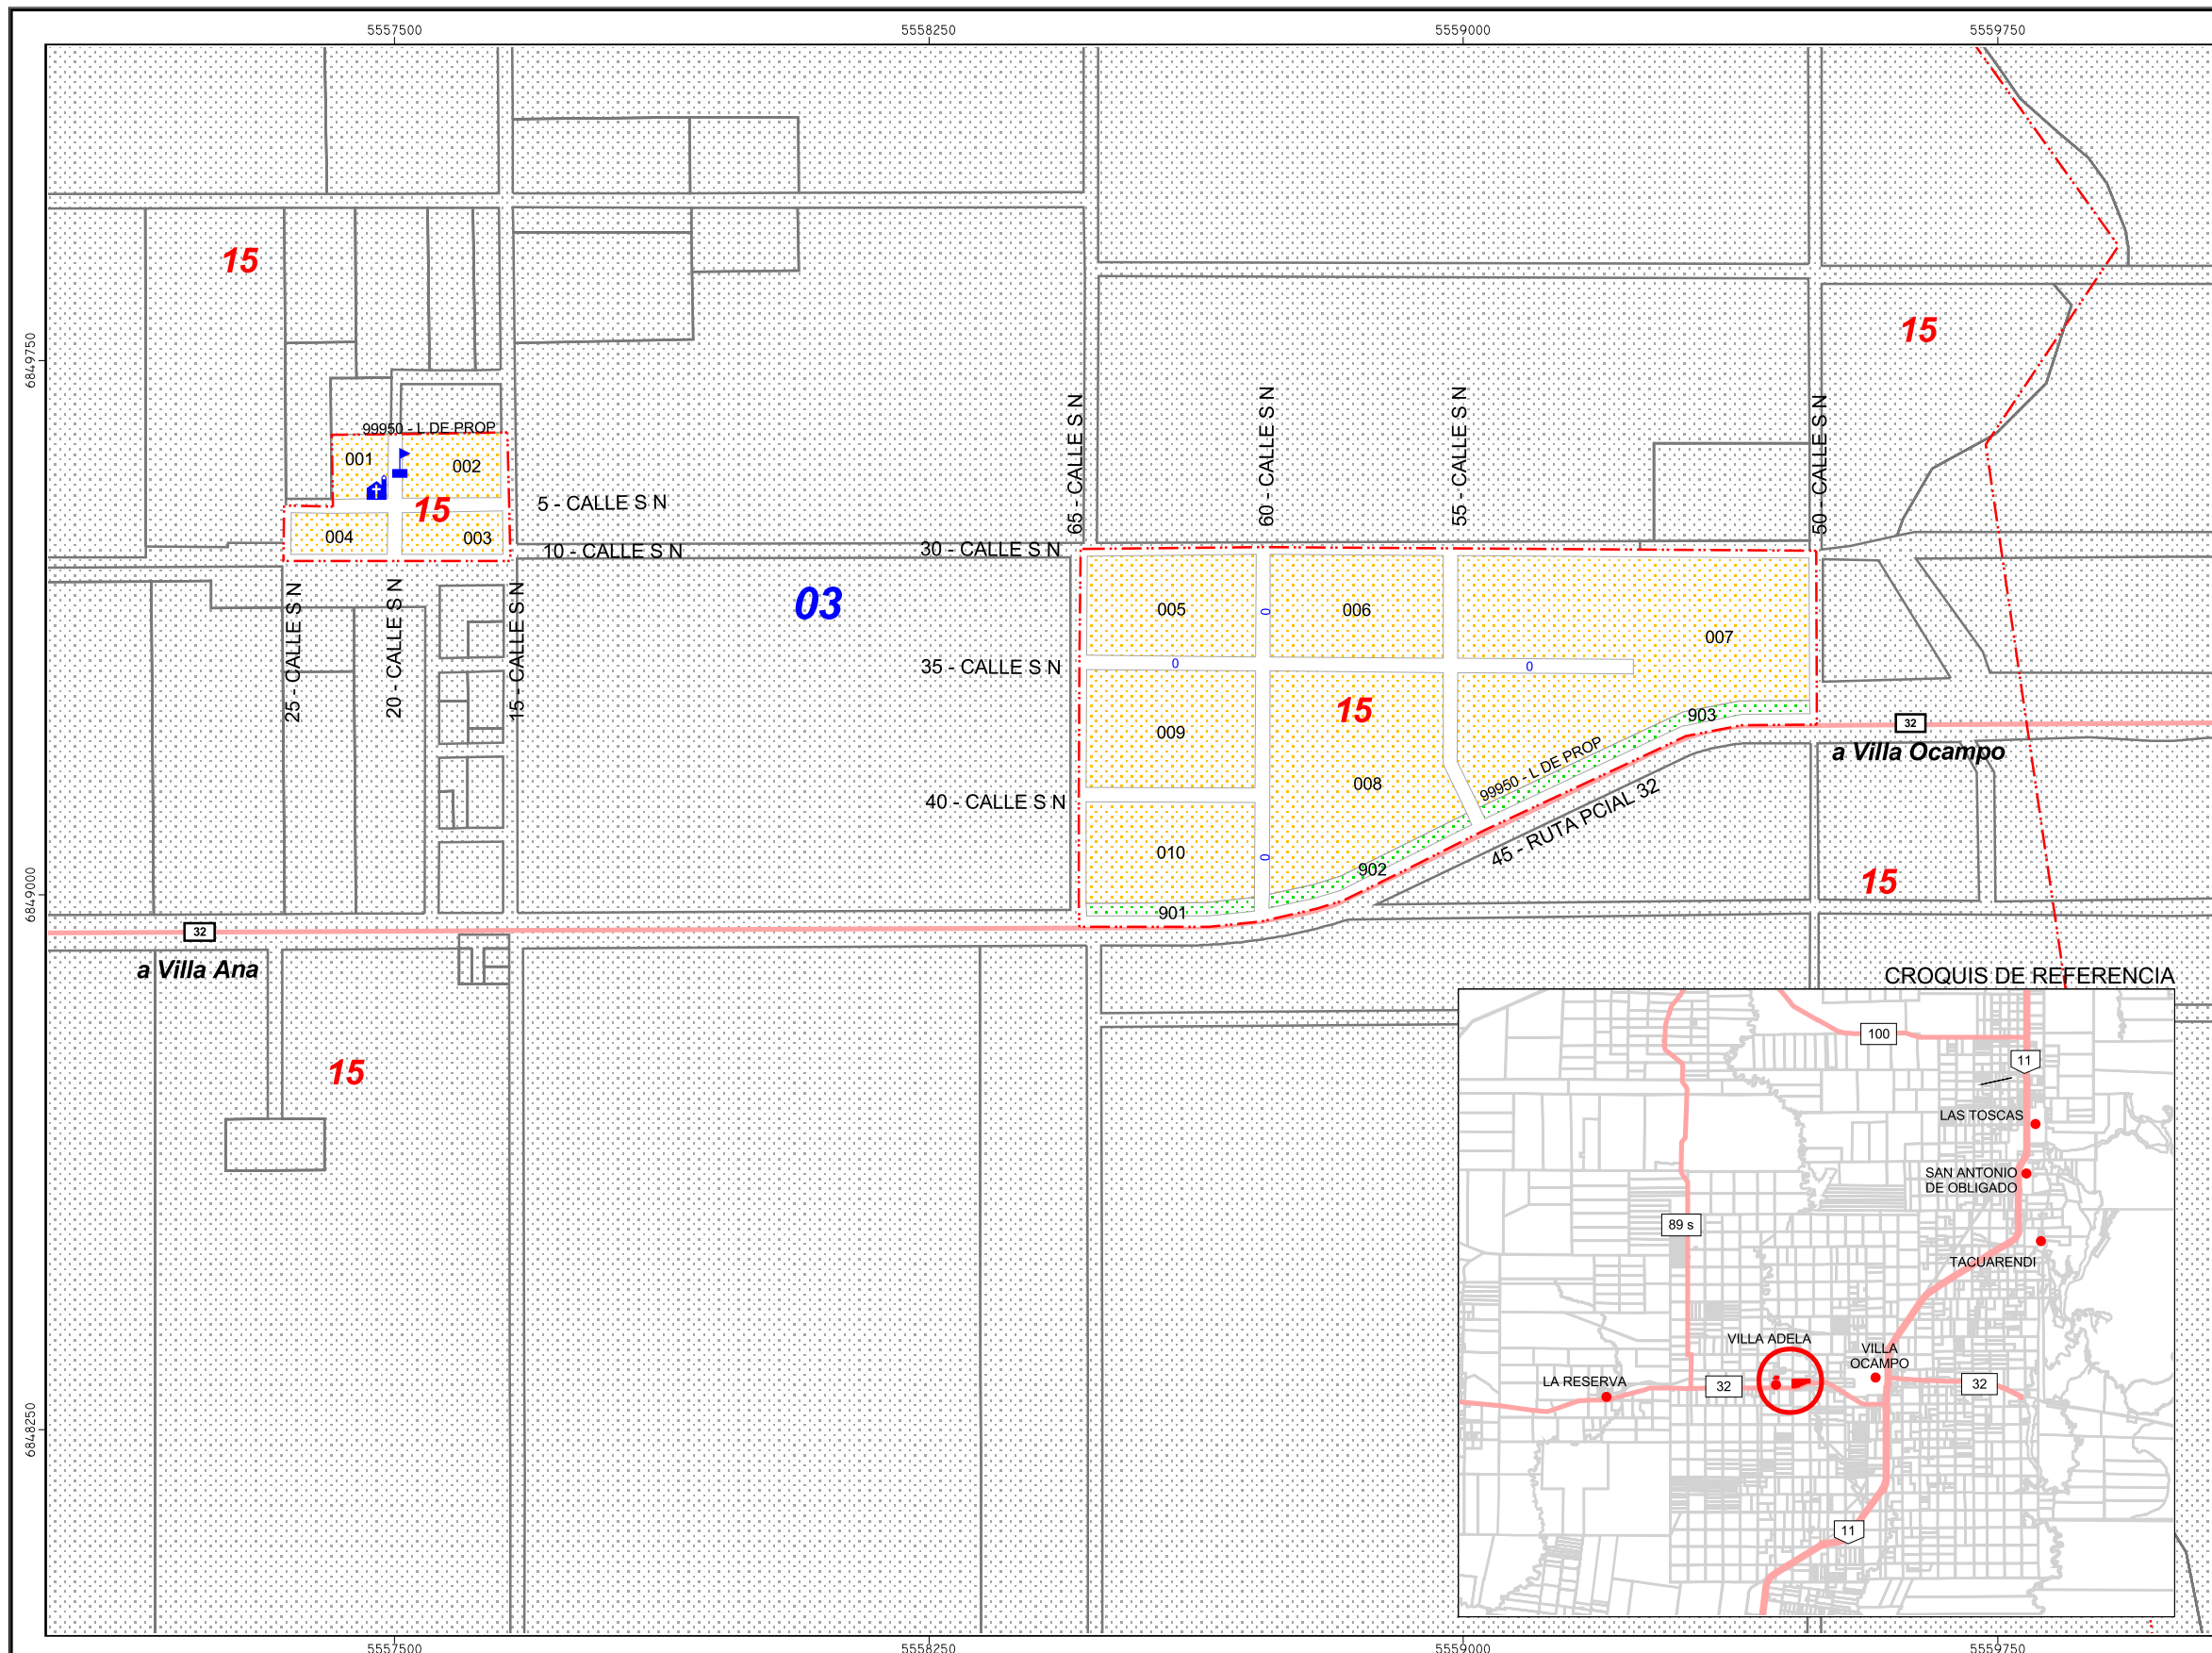 5557500
5558250
5559000
5559750
6849750
6849000
6848250
15
15
99950 - L DE PROP
001
002
15
004
003
5 - CALLE S N
10 - CALLE S N
25 - CALLE S N
20 - CALLE S N
15 - CALLE S N
03
65 - CALLE S N
60 - CALLE S N
55 - CALLE S N
50 - CALLE S N
30 - CALLE S N
35 - CALLE S N
40 - CALLE S N
005
0
006
007
0
0
15
009
903
99950 - L DE PROP
008
45 - RUTA PCIAL 32
010
0
902
901
32
a Villa Ocampo
15
32
a Villa Ana
15
CROQUIS DE REFERENCIA
100
11
LAS TOSCAS
SAN ANTONIO
DE OBLIGADO
89 s
TACUARENDI
VILLA ADELA
VILLA
OCAMPO
LA RESERVA
32
32
11
5557500
5558250
5559000
5559750